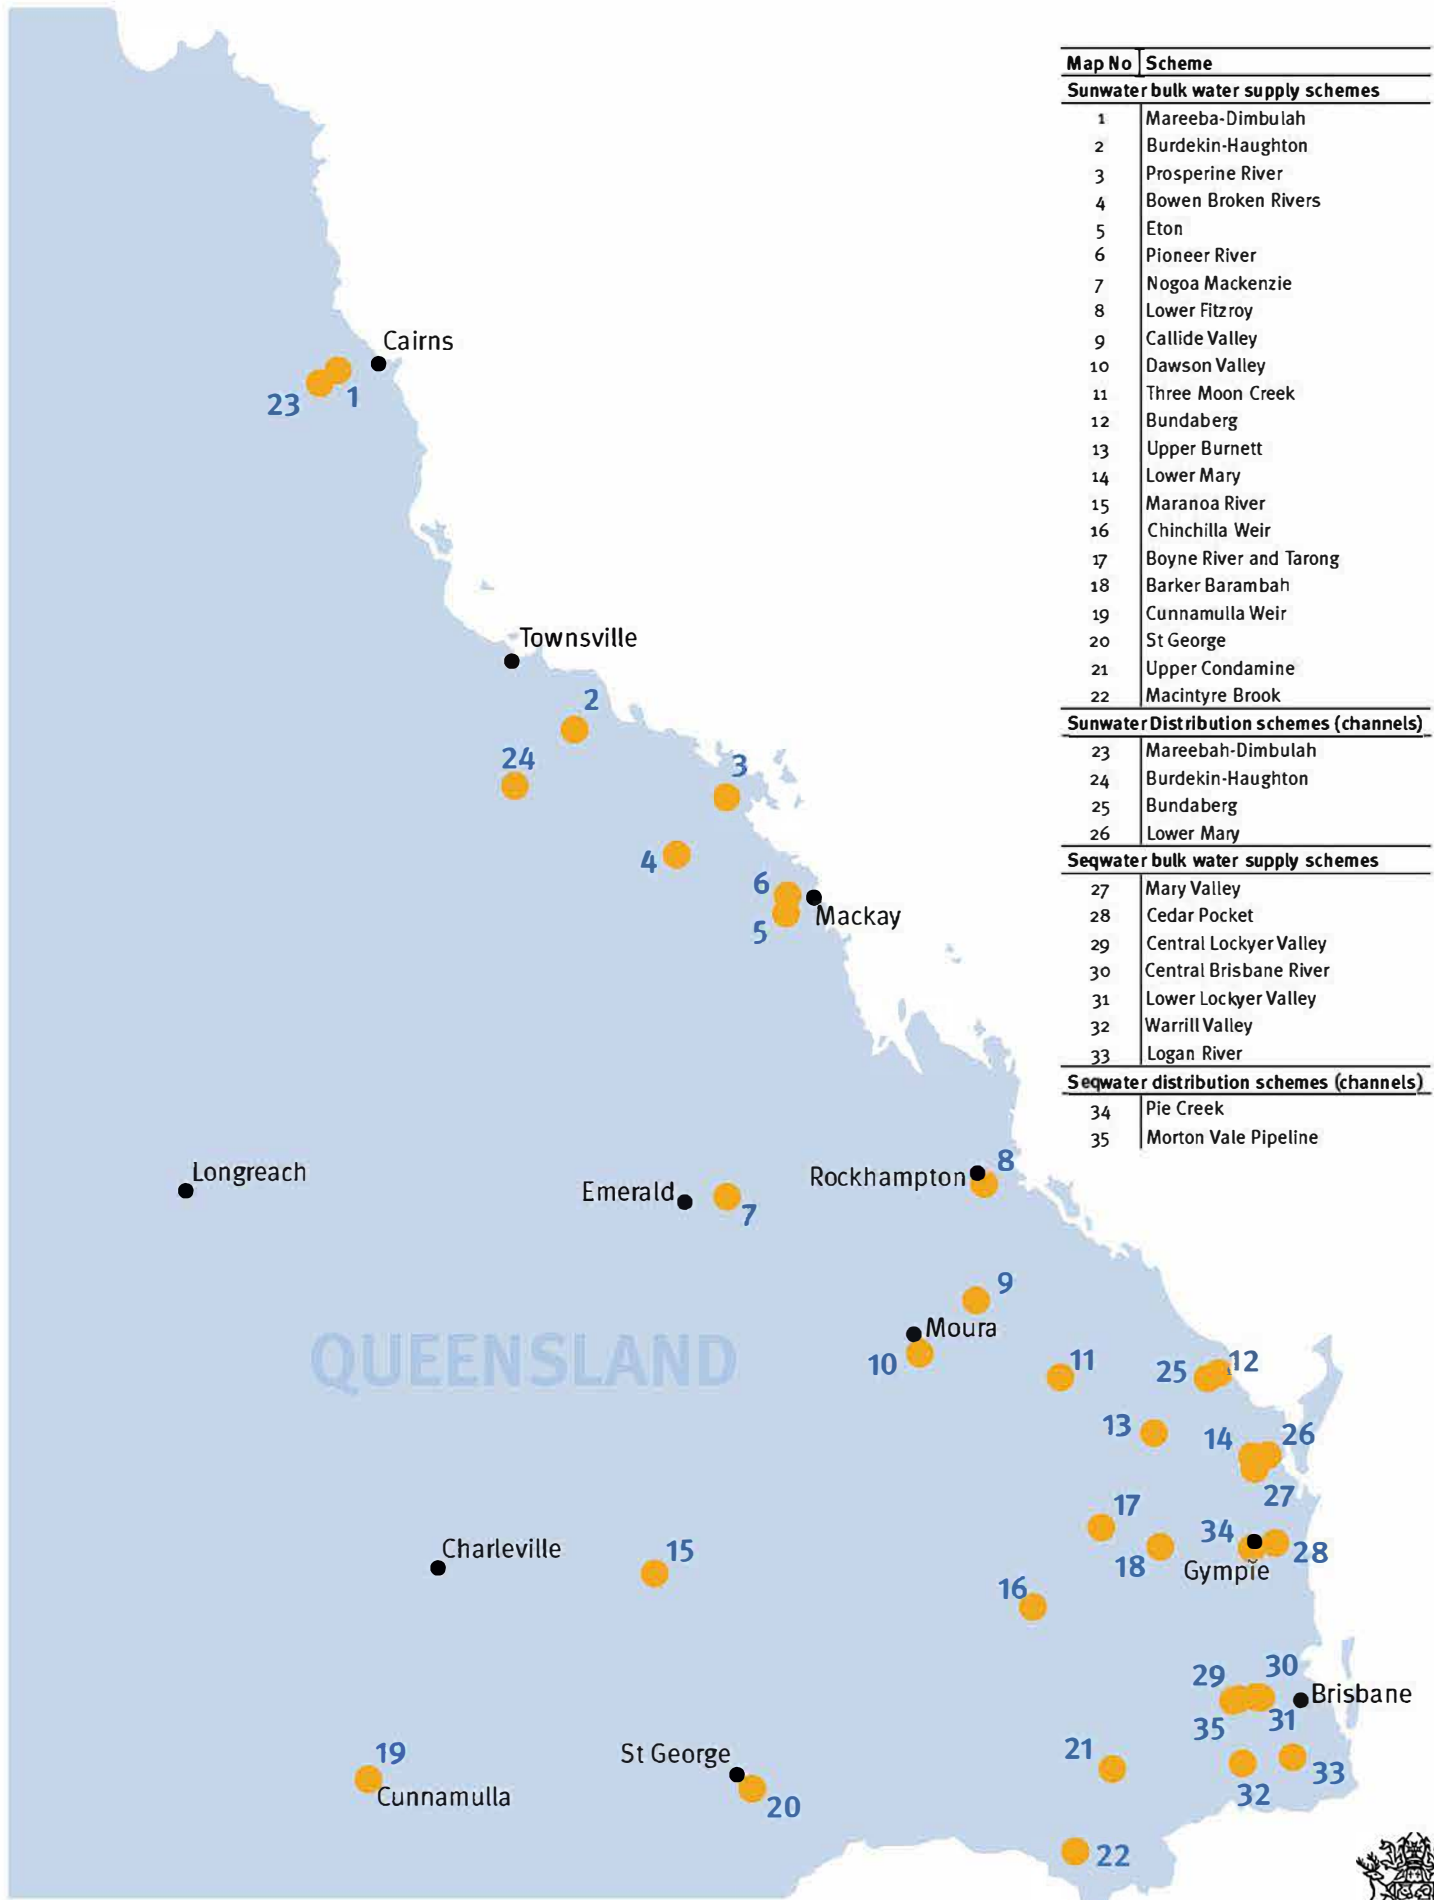 Map No Scheme
Sunwater bulk water supply schemes
1 Mareeba-Dimbulah
2 Burdekin-Haughton
3 Prosperine River
4 Bowen Broken Rivers
5 Eton
6 Pioneer River
7 Nogoa Mackenzie
8 Lower Fitzroy
9 Callide Valley
10 Dawson Valley
11 Three Moon Creek
12 Bundaberg
13 Upper Burnett
14 Lower Mary
15 Maranoa River
16 Chinchilla Weir
17 Boyne River and Tarong
18 Barker Barambah
19 Cunnamulla Weir
20 St George
21 Upper Condamine
22 Macintyre Brook
Sunwater Distribution schemes (channels)
23 Mareebah-Dimbulah
24 Burdekin-Haughton
25 Bundaberg
26 Lower Mary
Seqwater bulk water supply schemes
27 Mary Valley
28 Cedar Pocket
29 Central Lockyer Valley
30 Central Brisbane River
31 Lower Lockyer Valley
32 Warrill Valley
33 Logan River
Seqwater distribution schemes (channels)
34 Pie Creek
35 Morton Vale Pipeline
Cairns
23
1
Townsville
2
24
3
4
6
Mackay
5
Longreach
Emerald
7
Rockhampton
8
9
Moura
10
QUEENSLAND
11
25
12
13
14
26
27
17
34
18
28
Gympie
Charleville
15
16
29
30
Brisbane
35
31
19
Cunnamulla
St George
20
21
32
33
22